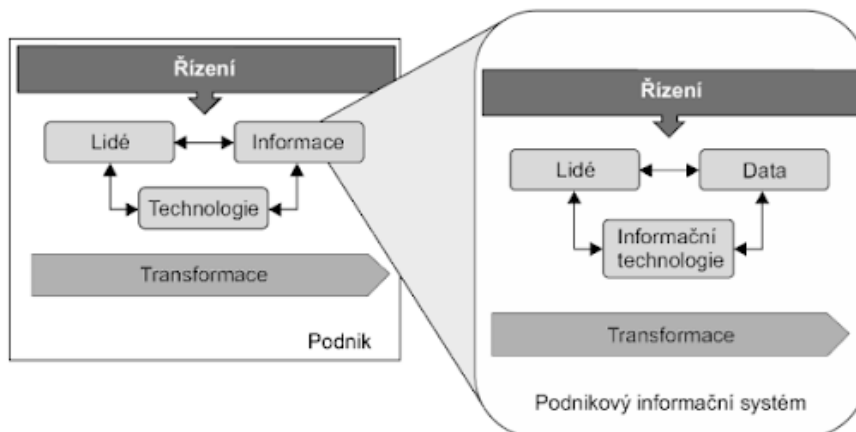 Řízení
Lidé
Informace
Technologie
Transformace
Podnik
Řízení
Lidé
Data
Informační
technologie
Transformace
Podnikový informační systém